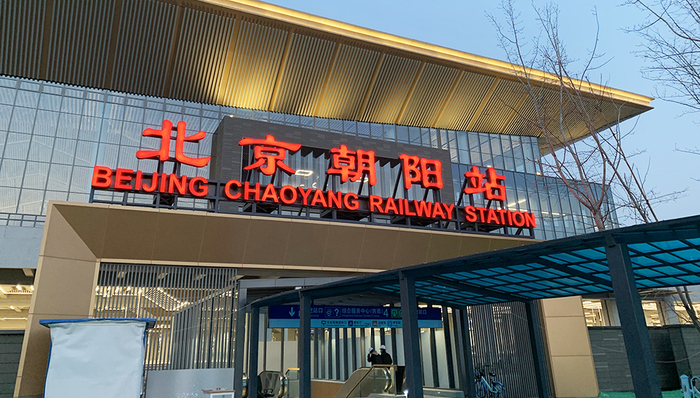 北京朝阳站
BEIJING CHAOYANG RAILWAY STATION